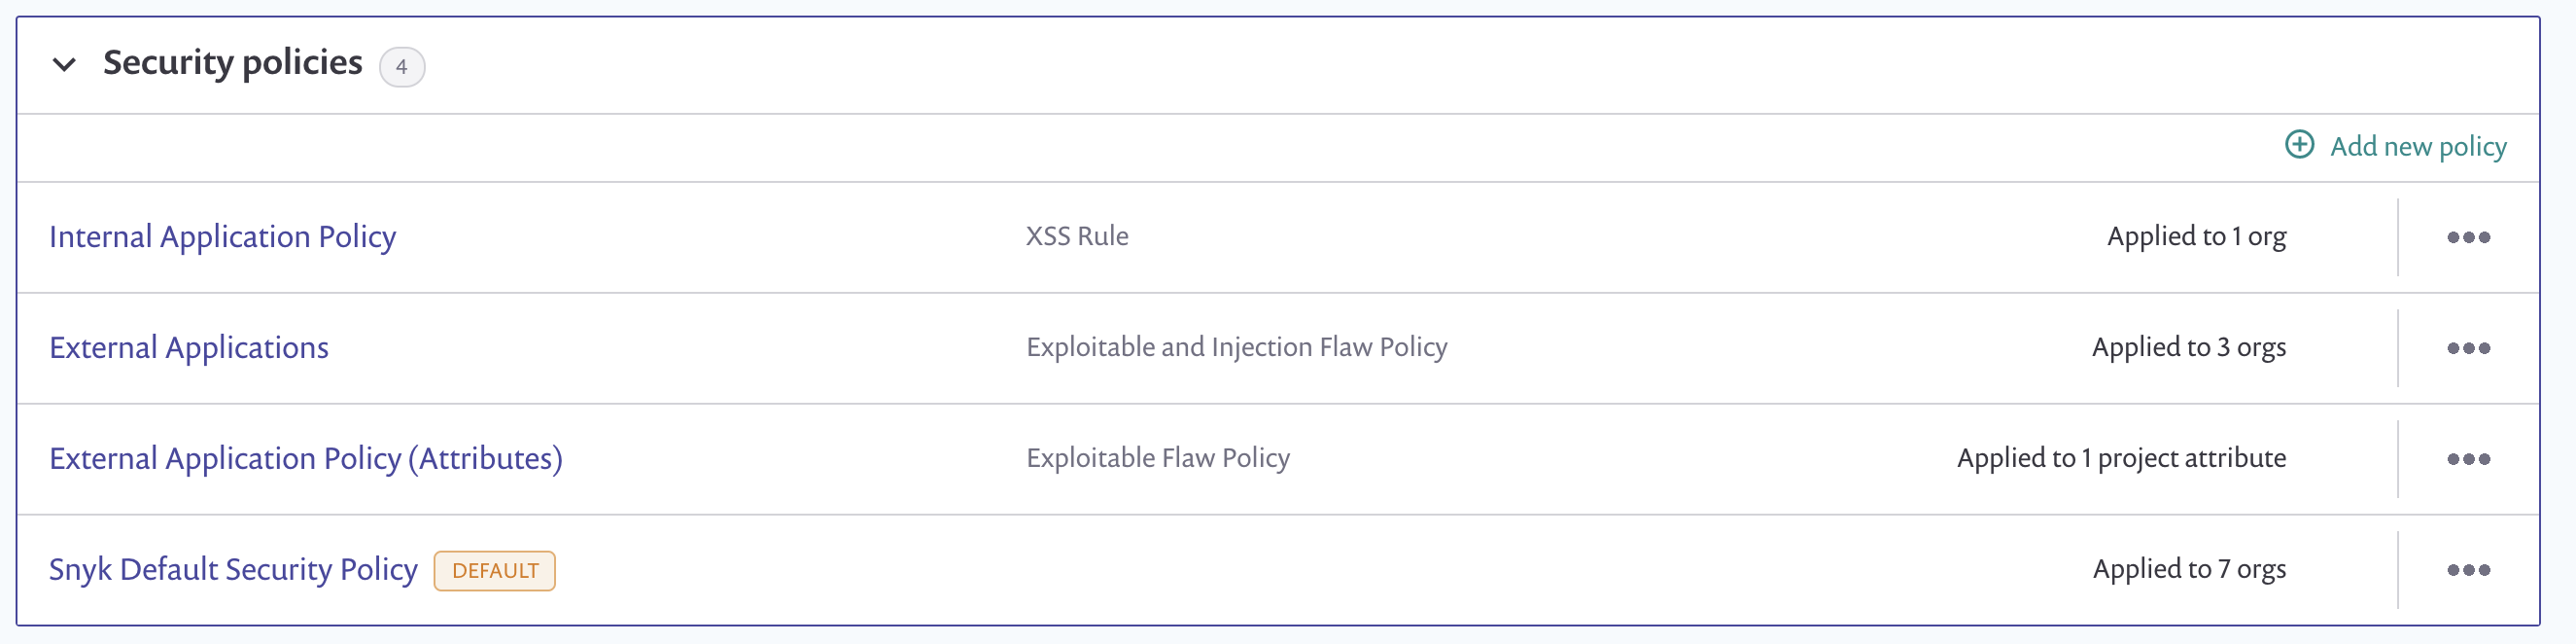 Security policies 4
Add new policy
Internal Application Policy XSS Rule Applied to 1 org
External Applications Exploitable and Injection Flaw Policy Applied to 3 orgs
External Application Policy (Attributes) Exploitable Flaw Policy Applied to 1 project attribute
Snyk Default Security Policy DEFAULT Applied to 7 orgs